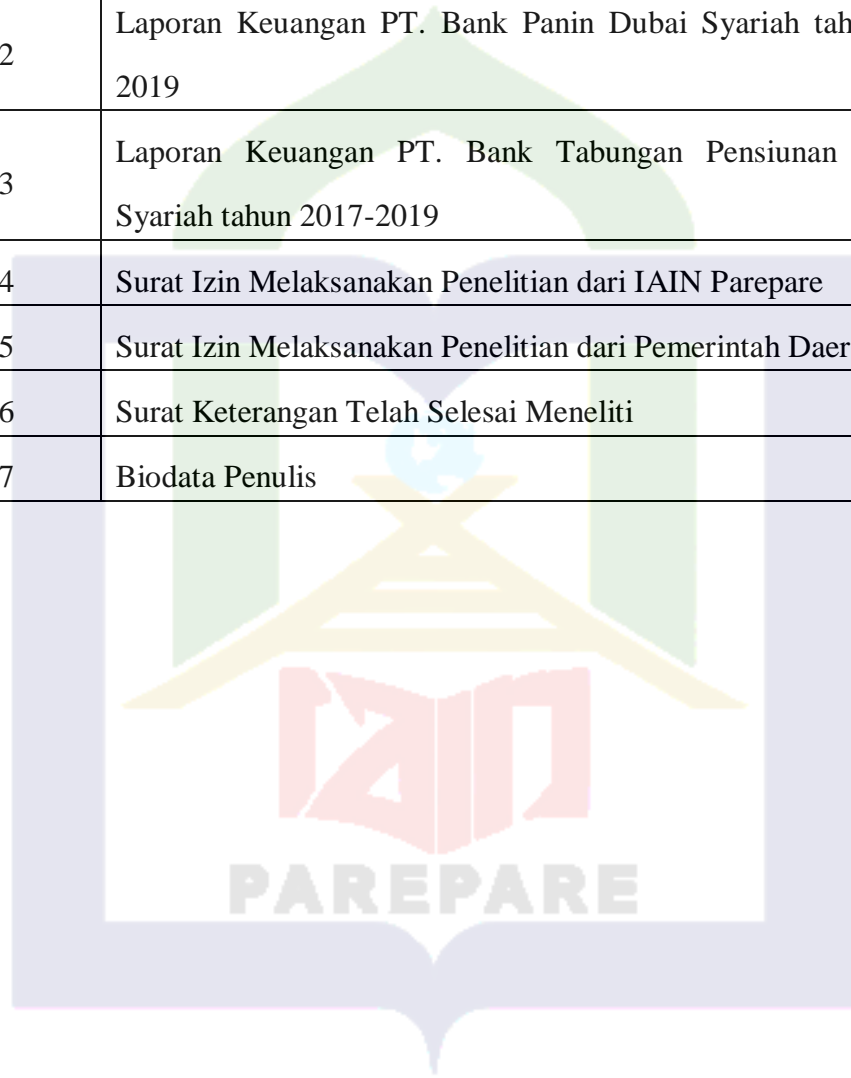 2
Laporan Keuangan PT. Bank Panin Dubai Syariah
2019
3
Laporan Keuangan PT. Bank Tabungan Pensiunan
Syariah tahun 2017-2019
4 Surat Izin Melaksanakan Penelitian dari IAIN Parepare
5 Surat Izin Melaksanakan Penelitian dari Pemerintah
6 Surat Keterangan Telah Selesai Meneliti
7 Biodata Penulis
iain
PAREPARE